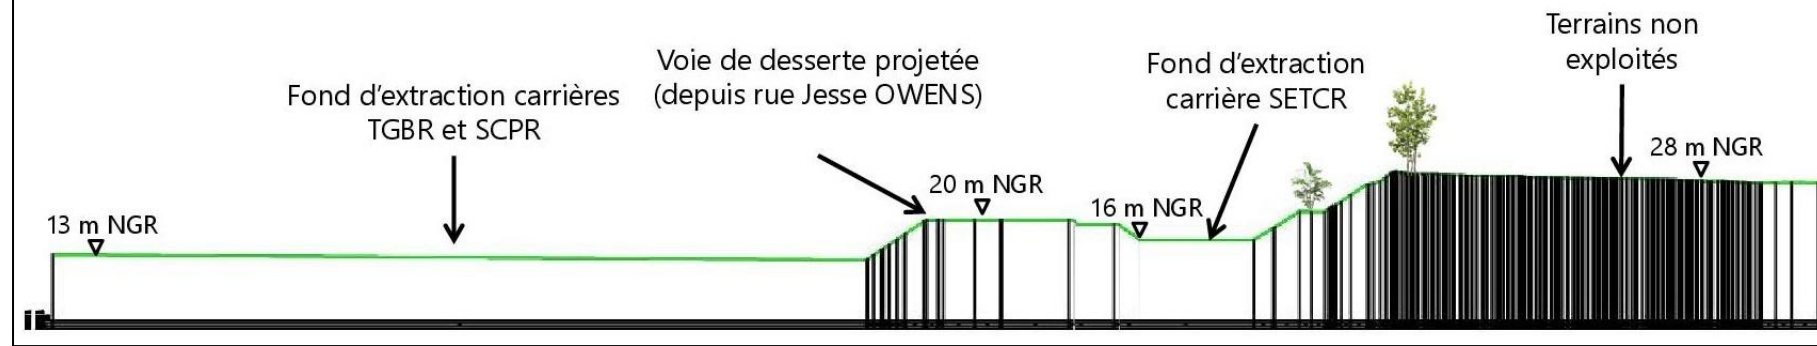 Terrains non
exploités
Voie de desserte projetée
(depuis rue Jesse OWENS)
Fond d'extraction
carrière SETCR
Fond d'extraction carrières
TGBR et SCPR
28 m NGR
20 m NGR
16 m NGR
13 m NGR